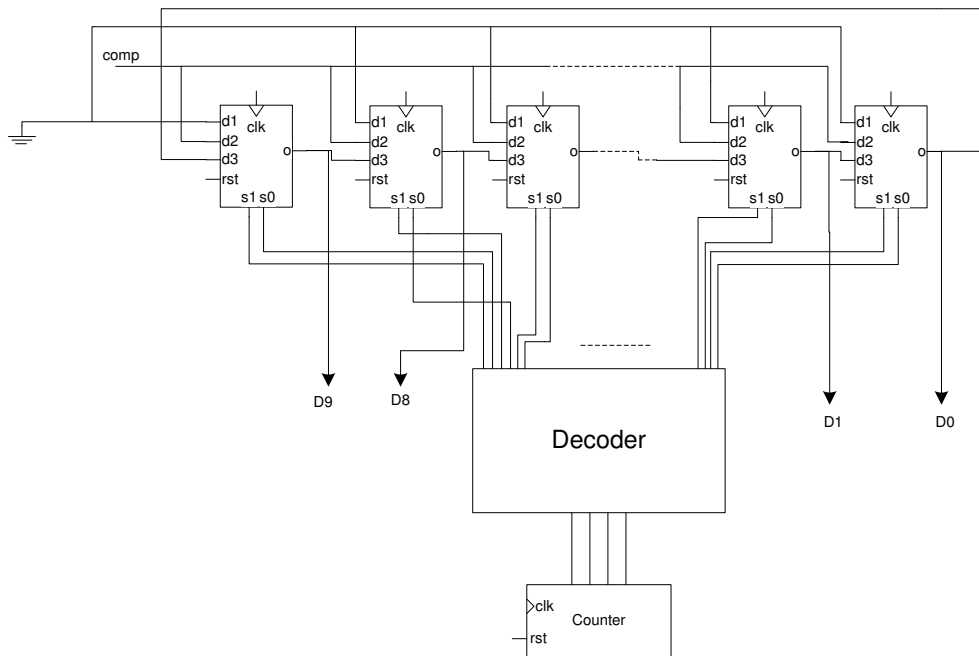 comp
d1 clk
d2
d3 o
rst
s1 s0
d1 clk
d2
d3 o
rst
s1 s0
d1 clk
d2
d3 o
rst
s1 s0
d1 clk
d2
d3 o
rst
s1 s0
d1 clk
d2
d3 o
rst
s1 s0
D9
D8
D1
D0
Decoder
clk
Counter
rst